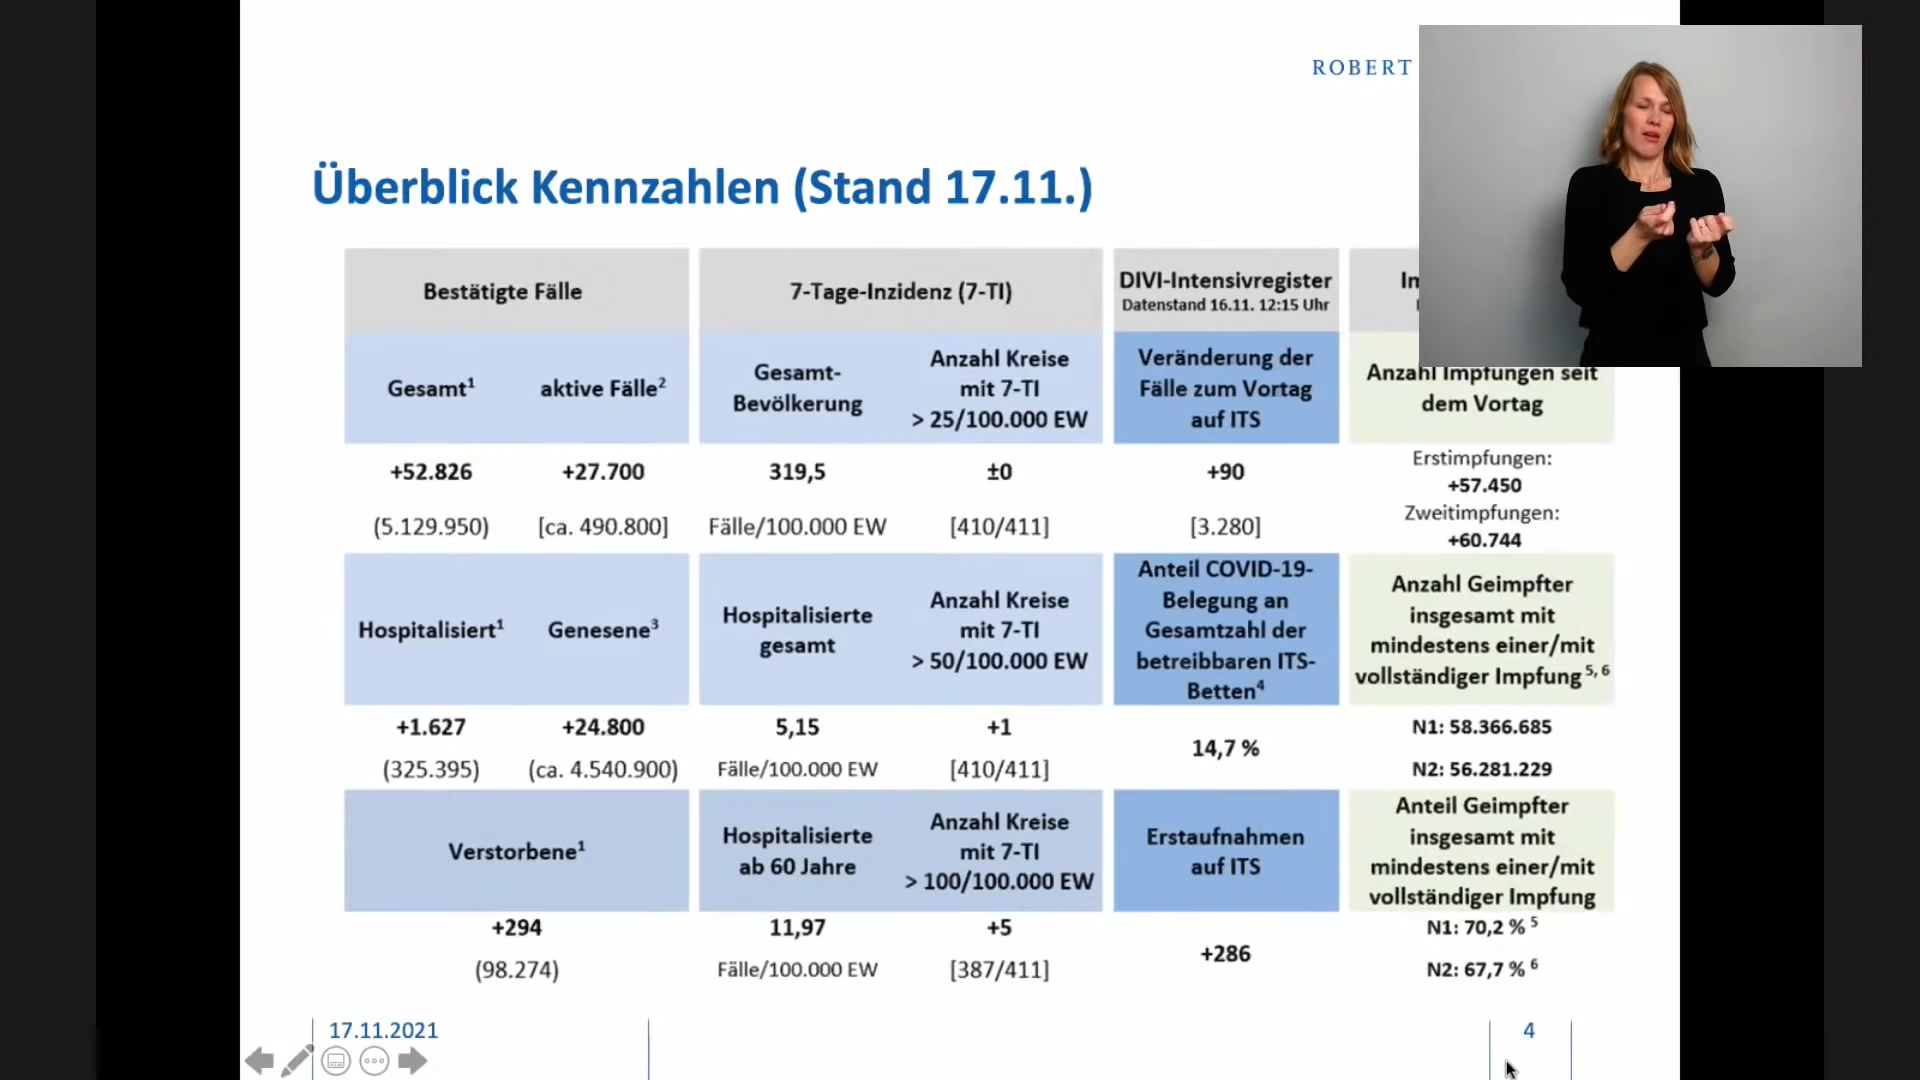 ROBERT
Überblick Kennzahlen (Stand 17.11.)
Bestätigte Fälle
7-Tage-Inzidenz (7-TI)
DIVI-Intensivregister
Datenstand 16.11. 12:15 Uhr
Gesamt¹
aktive Fälle²
Gesamt-
Bevölkerung
Anzahl Kreise
mit 7-TI
> 25/100.000 EW
Veränderung der
Fälle zum Vortag
auf ITS
Anzahl Impfungen seit
dem Vortag
+52.826
(5.129.950)
+27.700
[ca. 490.800]
319,5
Fälle/100.000 EW
±0
[410/411]
+90
[3.280]
Erstimpfungen:
+57.450
Zweitimpfungen:
+60.744
Hospitalisiert¹
Genesene³
Hospitalisierte
gesamt
Anzahl Kreise
mit 7-TI
> 50/100.000 EW
Anteil COVID-19-
Belegung an
Gesamtzahl der
betreibbaren ITS-
Betten⁴
Anzahl Geimpfter
insgesamt mit
mindestens einer/mit
vollständiger Impfung⁵,⁶
+1.627
(325.395)
+24.800
(ca. 4.540.900)
5,15
Fälle/100.000 EW
+1
[410/411]
14,7 %
N1: 58.366.685
N2: 56.281.229
Verstorbene¹
Hospitalisierte
ab 60 Jahre
Anzahl Kreise
mit 7-TI
> 100/100.000 EW
Erstaufnahmen
auf ITS
Anteil Geimpfter
insgesamt mit
mindestens einer/mit
vollständiger Impfung
+294
(98.274)
11,97
Fälle/100.000 EW
+5
[387/411]
+286
N1: 70,2 % ⁵
N2: 67,7 % ⁶
17.11.2021
4